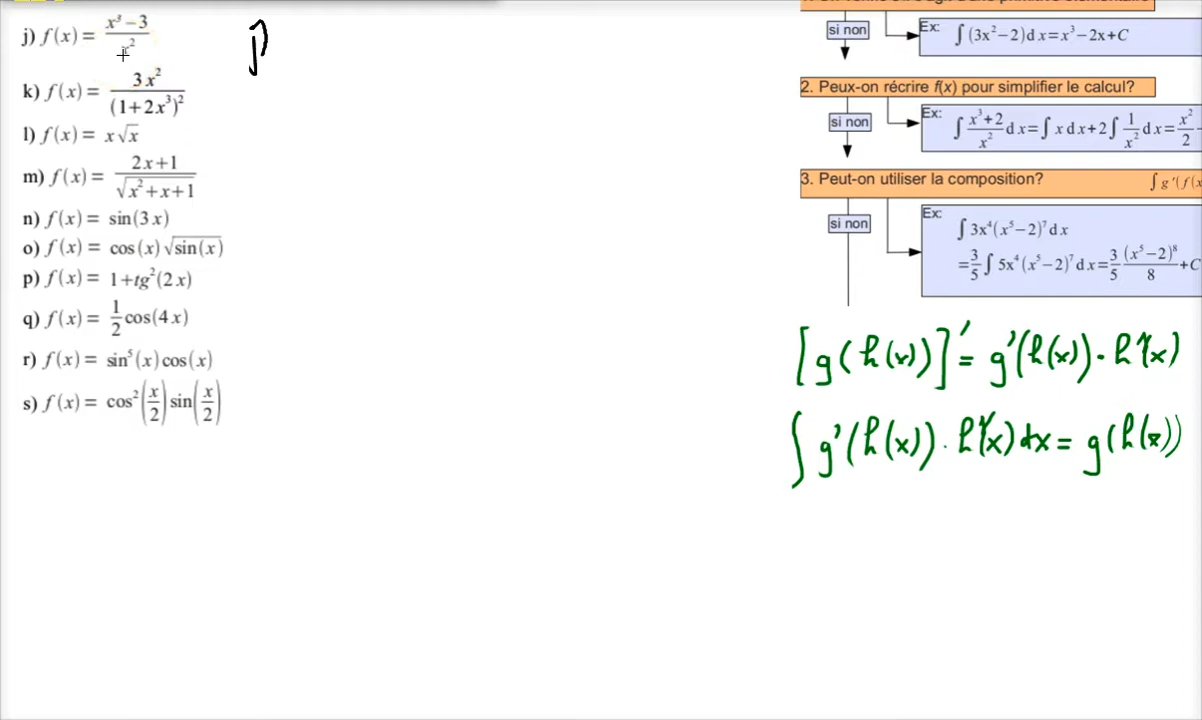 j) f(x) = (x³−3)/x²
k) f(x) = 3x²/(1+2x³)²
l) f(x) = x√x
m) f(x) = (2x+1)/√(x²+x+1)
n) f(x) = sin(3x)
o) f(x) = cos(x)√sin(x)
p) f(x) = 1+tg²(2x)
q) f(x) = 1/2 cos(4x)
r) f(x) = sin⁵(x)cos(x)
s) f(x) = cos²(x/2) sin(x/2)
si non
Ex:
∫(3x²−2)dx=x³−2x+C
2. Peux-on récrire f(x) pour simplifier le calcul?
si non
Ex:
∫(x³+2)/x² dx=∫x dx+2∫1/x² dx=x²/2 −
3. Peut-on utiliser la composition? ∫g'(f(x
si non
Ex:
∫3x⁴(x⁵−2)⁷dx
=3/5∫5x⁴(x⁵−2)⁷dx=3/5 (x⁵−2)⁸/8+C
[g(h(x))]' = g'(h(x))·h'(x)
∫g'(h(x))·h'(x)dx = g(h(x))